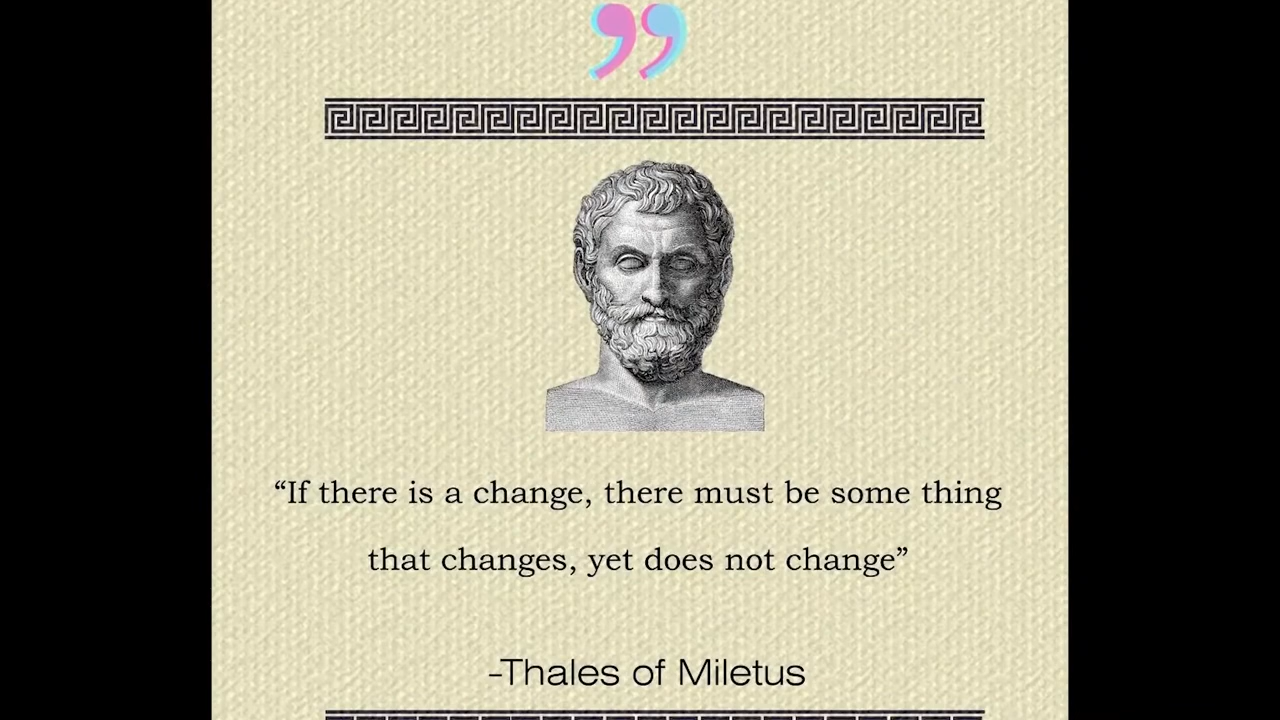 “If there is a change, there must be some thing
that changes, yet does not change”
-Thales of Miletus